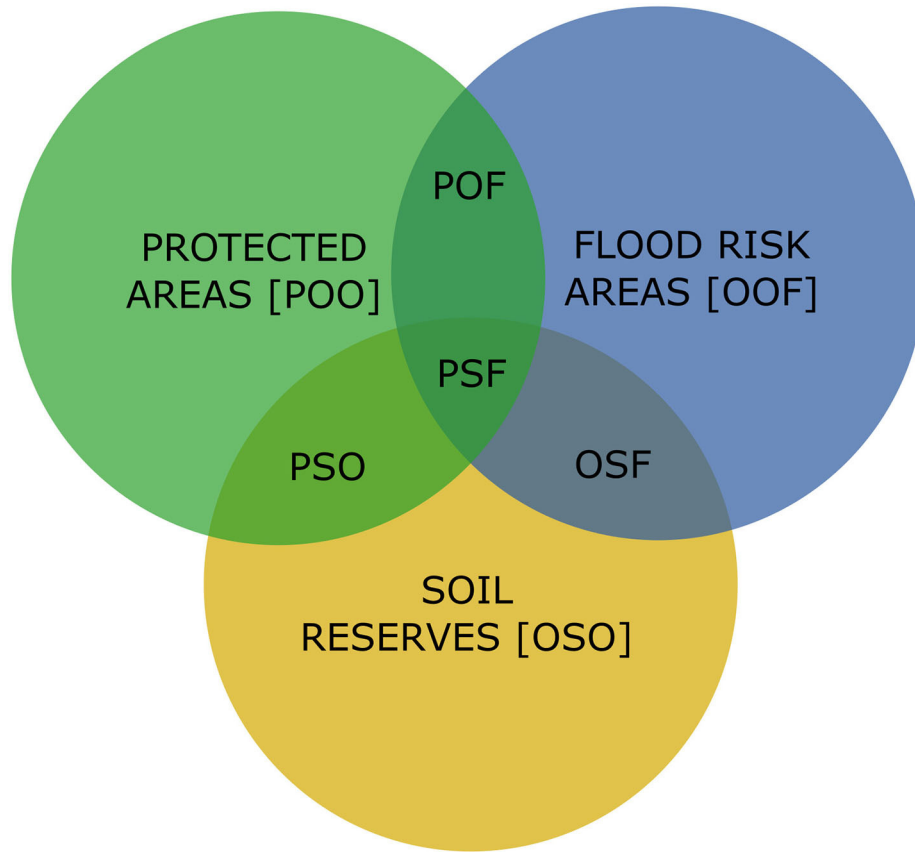 POF
PROTECTED
AREAS [POO]
FLOOD RISK
AREAS [OOF]
PSF
PSO
OSF
SOIL
RESERVES [OSO]